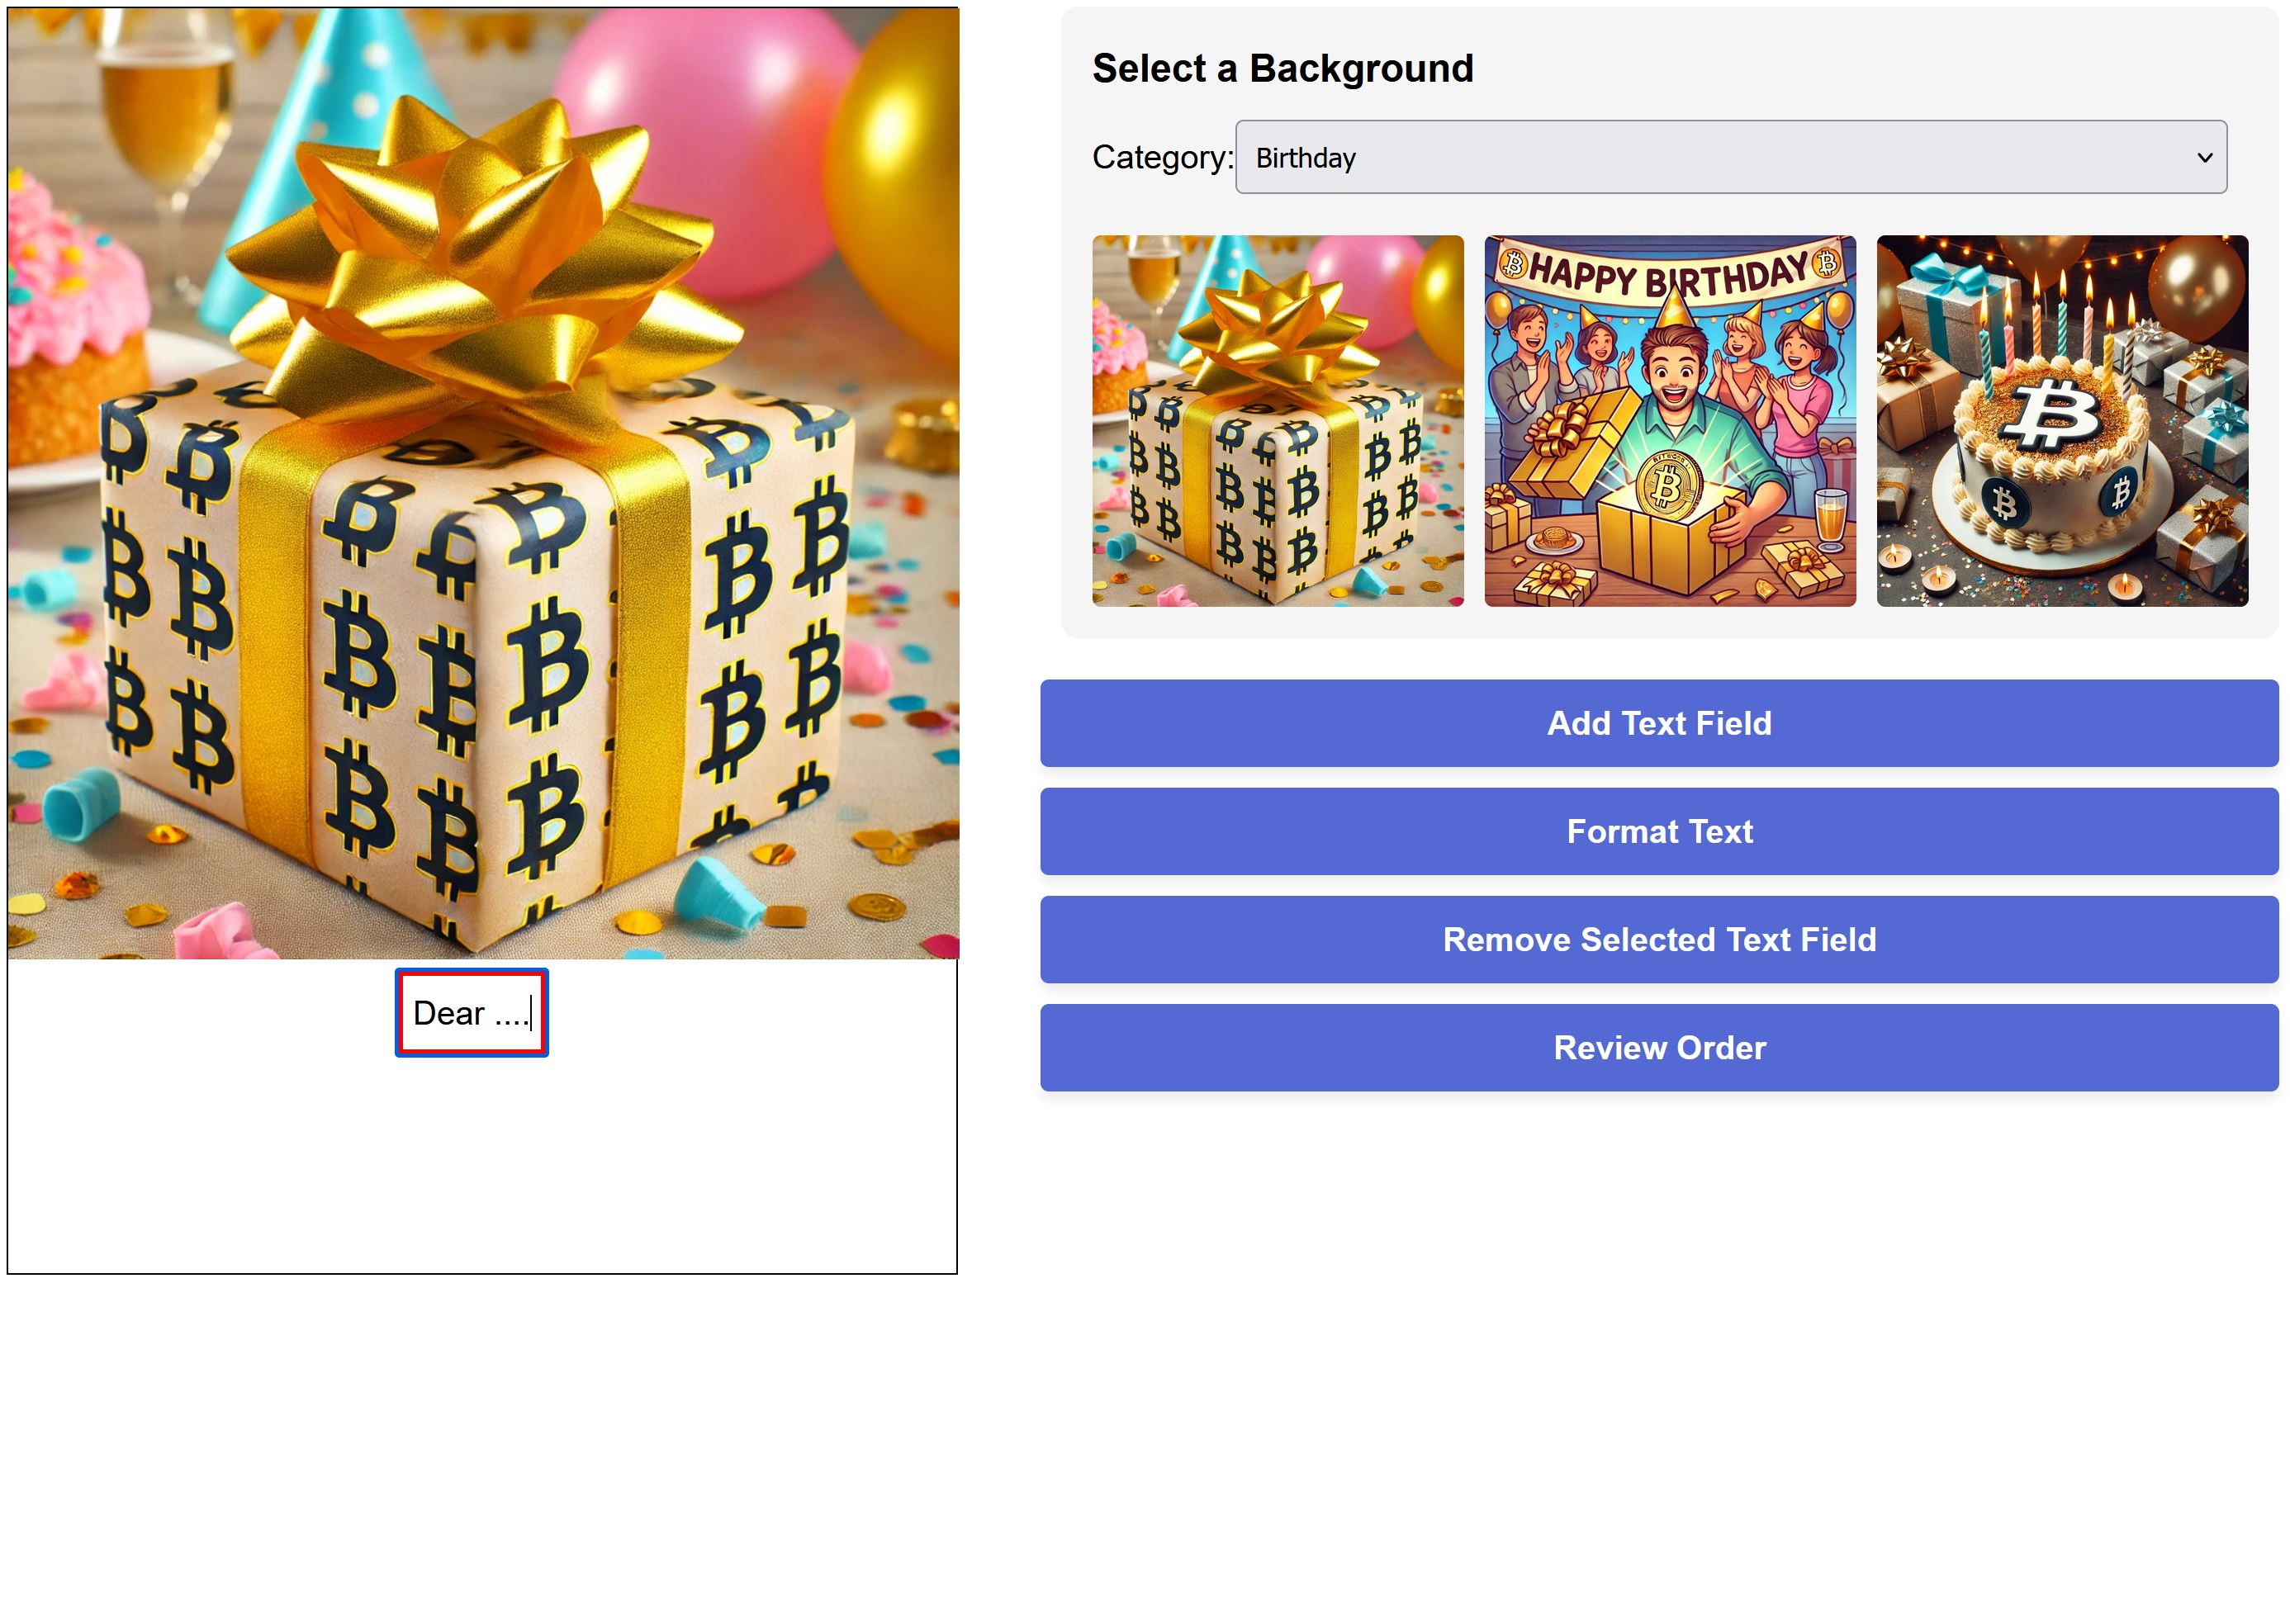 Select a Background
Category:
Birthday
HAPPY BIRTHDAY
Add Text Field
Format Text
Remove Selected Text Field
Review Order
Dear ....